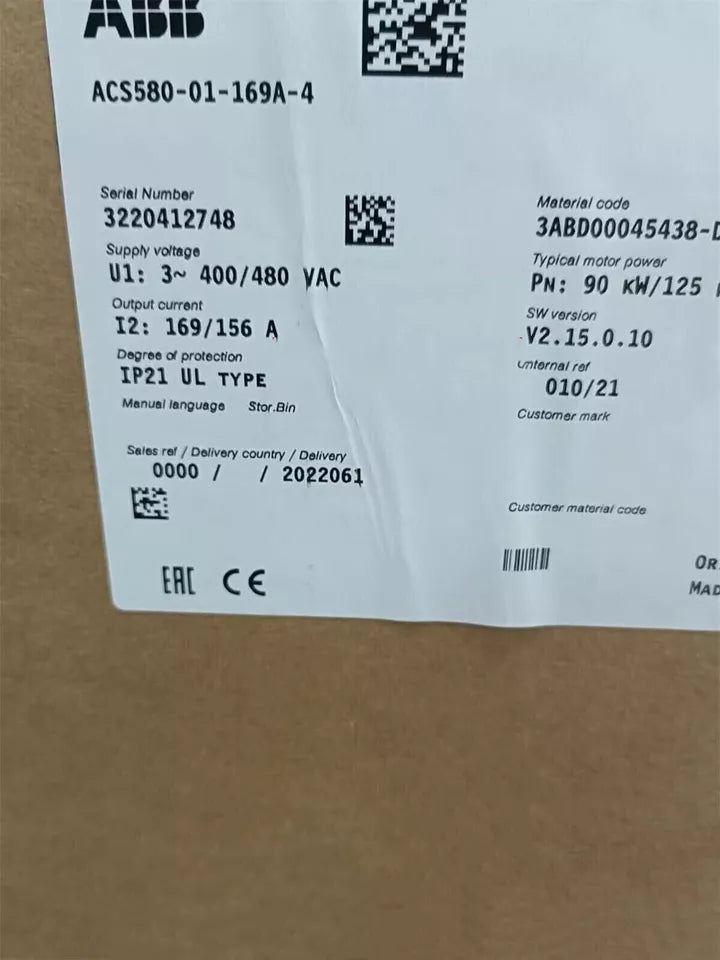 ABB
ACS580-01-169A-4
Serial Number
3220412748
Supply voltage
U1: 3~ 400/480 VAC
Output current
I2: 169/156 A
Degree of protection
IP21 UL TYPE
Manual language Stor.Bin
Sales ref / Delivery country / Delivery
0000 / / 2022061
EAC CE
Material code
3ABD00045438-D
Typical motor power
PN: 90 KW/125
SW version
V2.15.0.10
Internal ref
010/21
Customer mark
Customer material code
OR
MAD